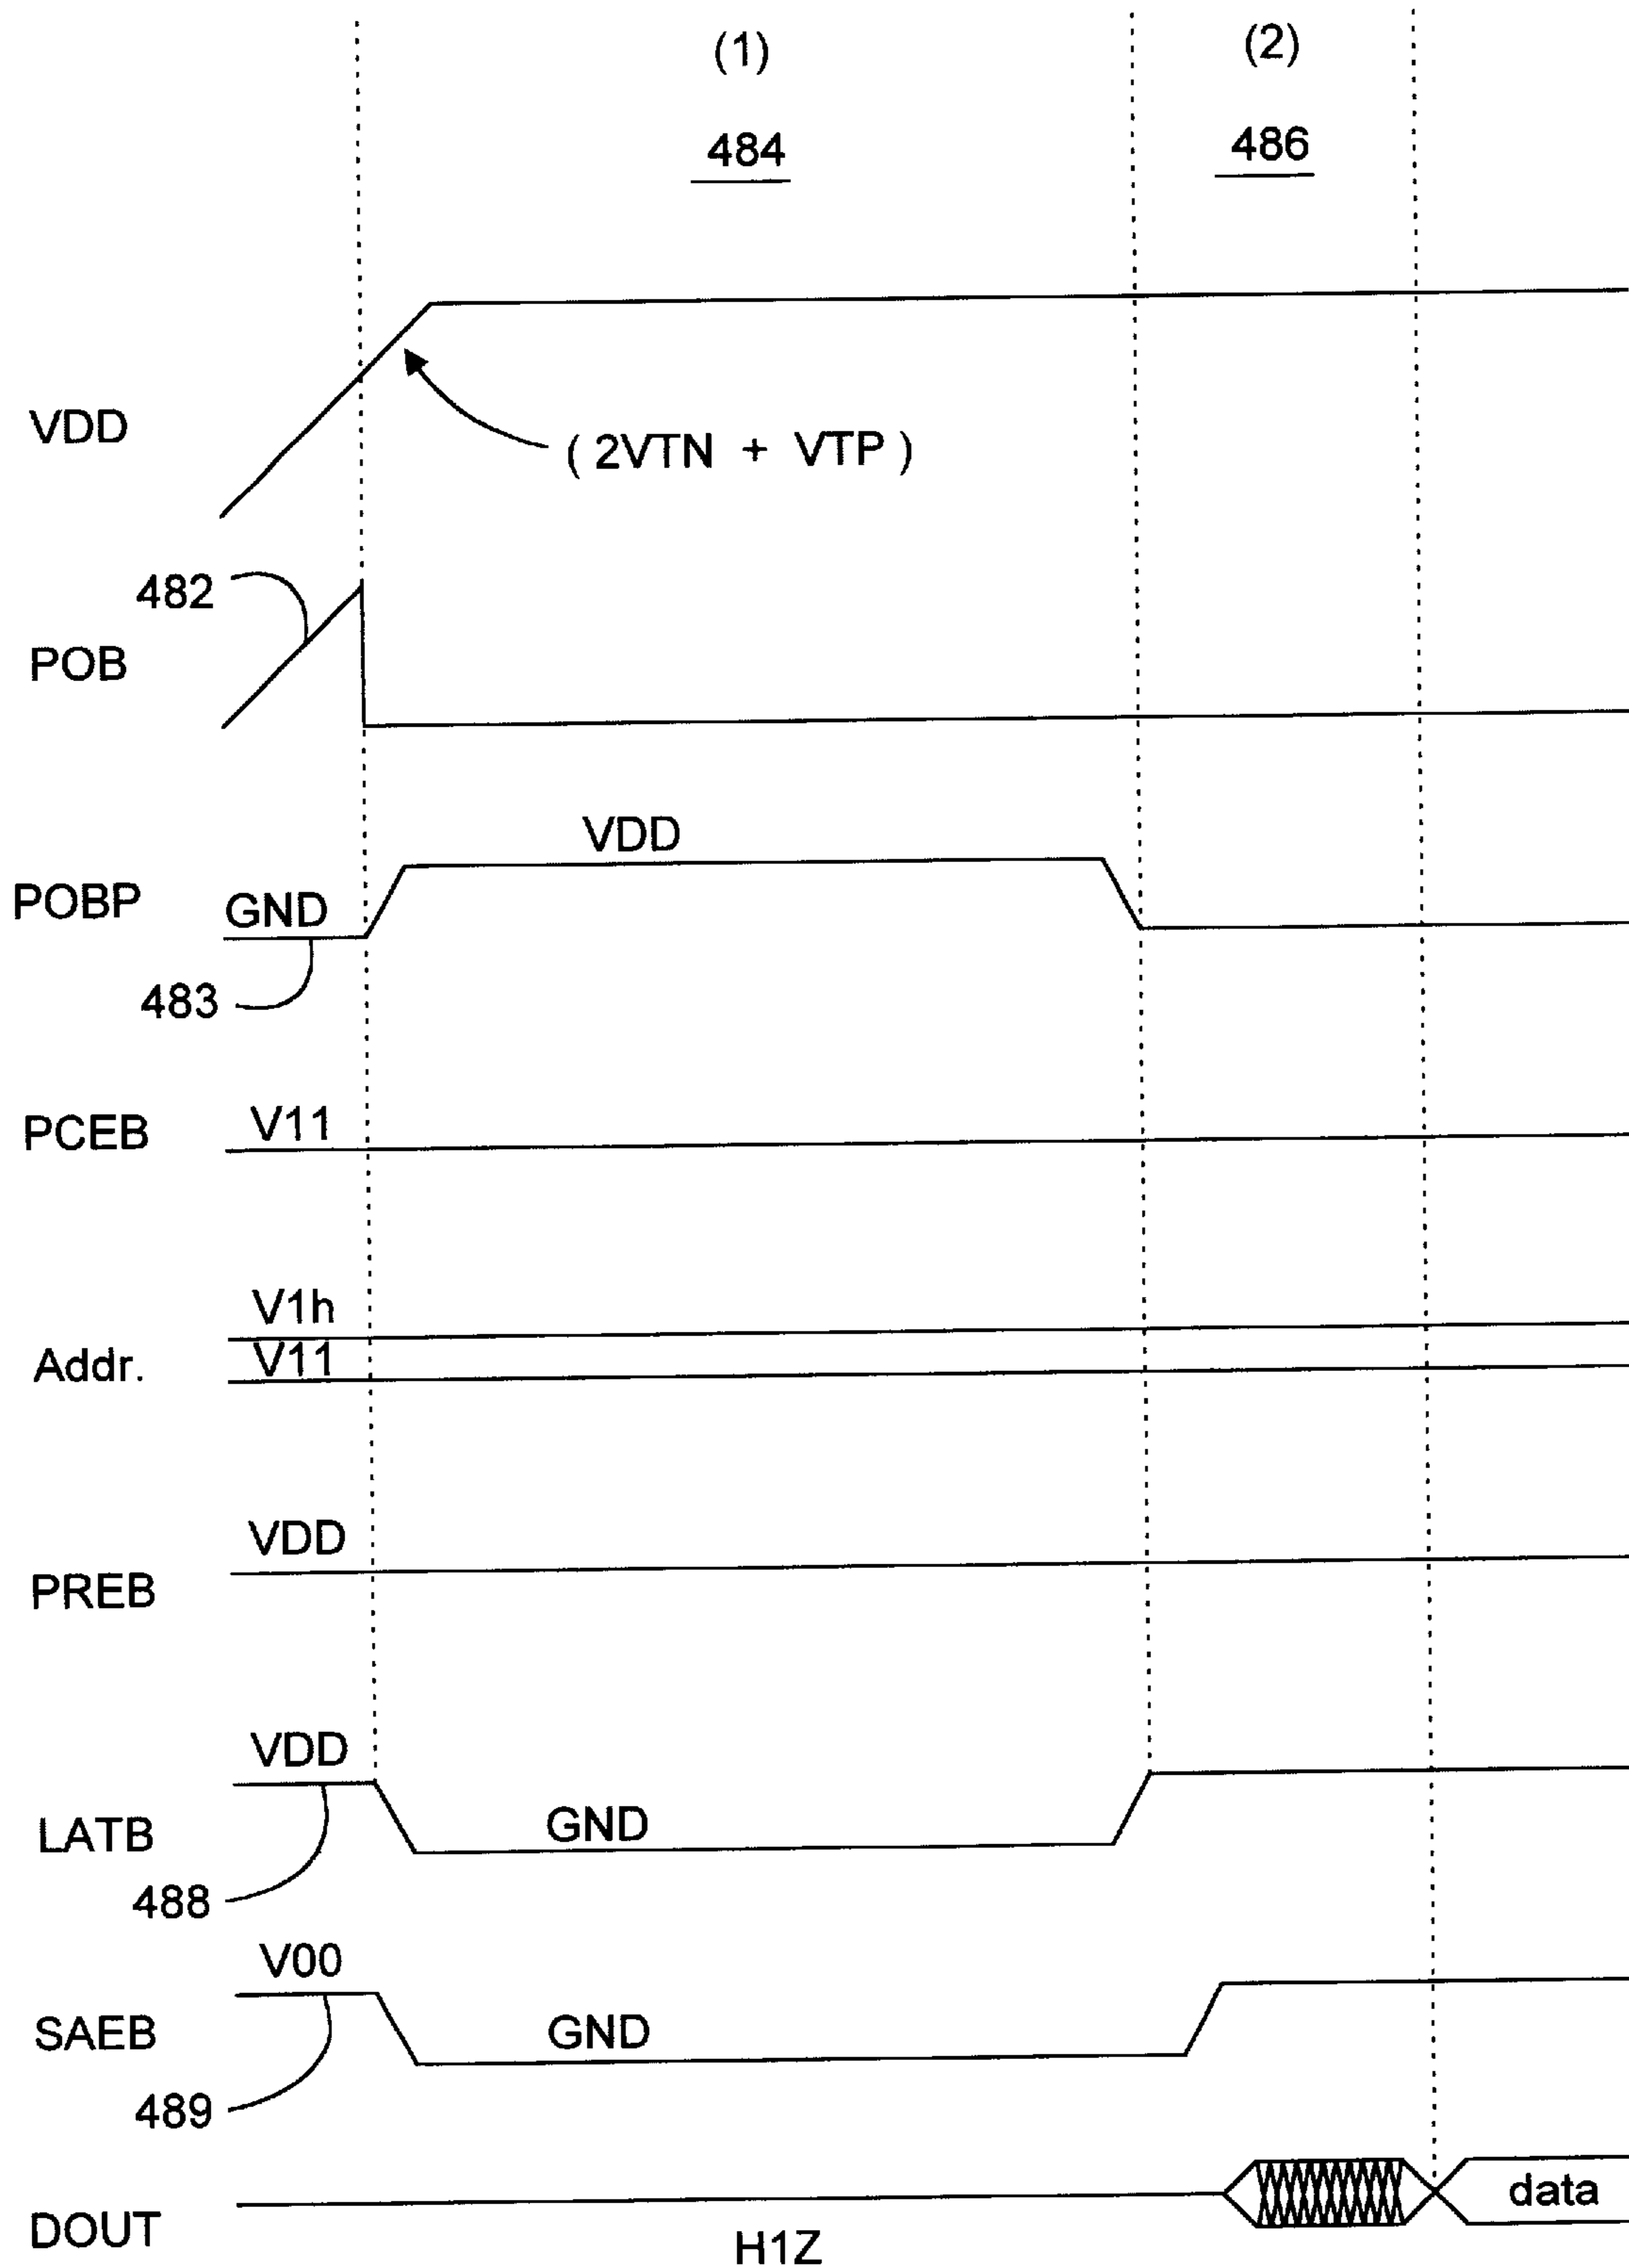 (1) (2)
484 486
VDD
( 2VTN + VTP )
482
POB
VDD
POBP GND
483
PCEB V11
V1h
Addr. V11
VDD
PREB
VDD
LATB GND
488
V00
SAEB GND
489
data
DOUT
H1Z